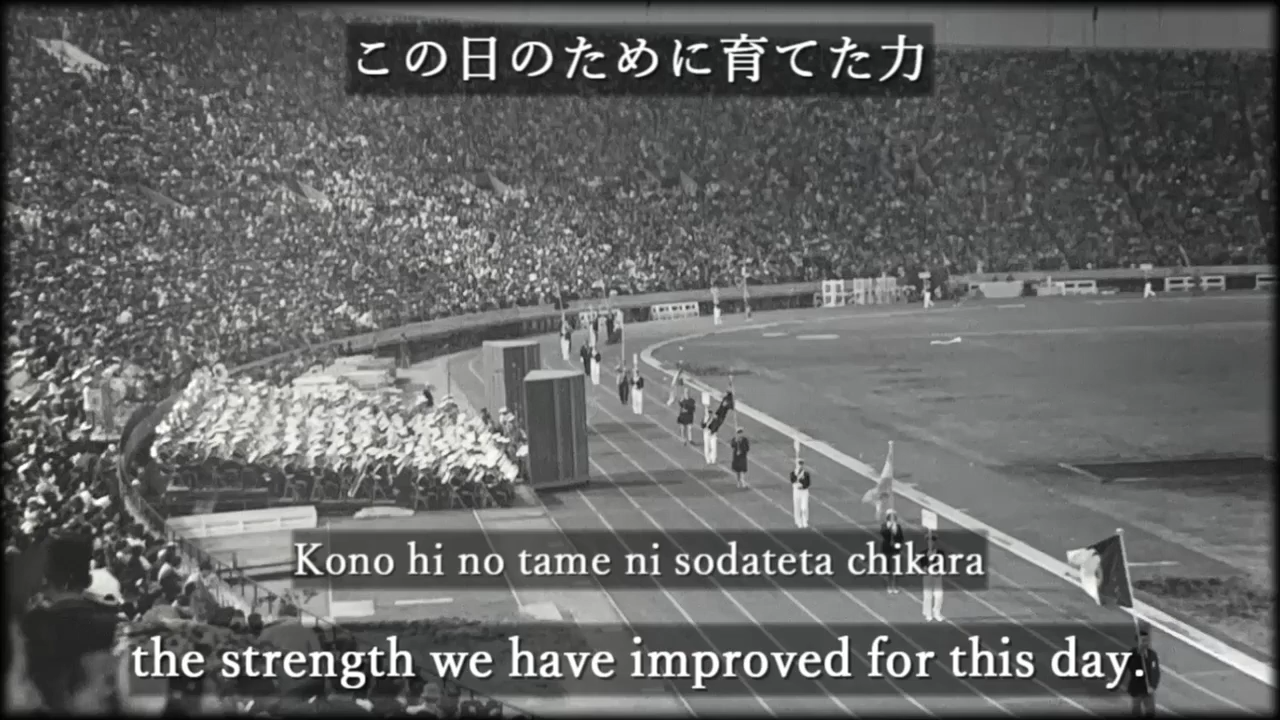 この日のために育てた力
Kono hi no tame ni sodateta chikara
the strength we have improved for this day.